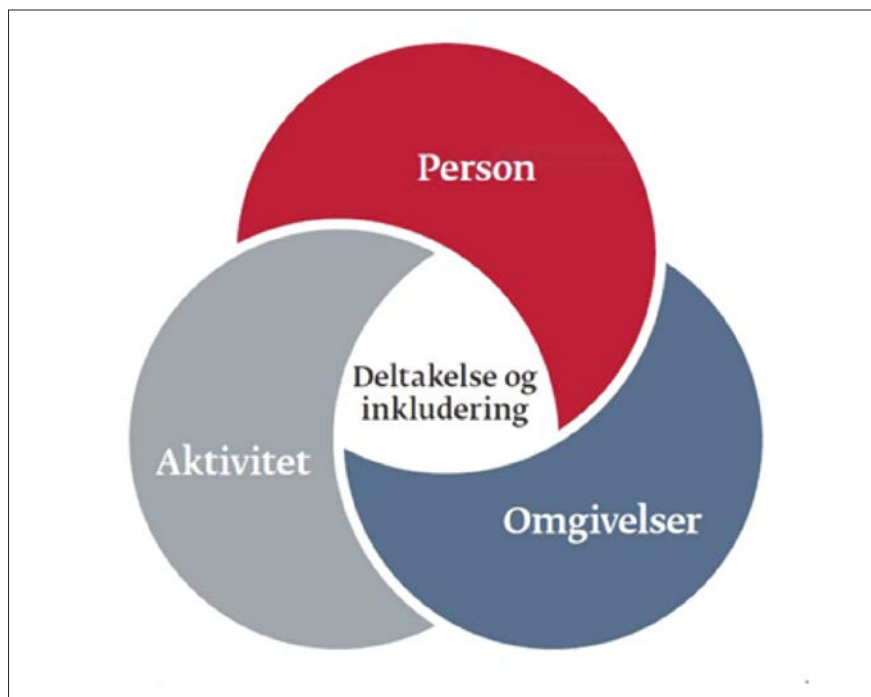 Person
Deltakelse og
inkludering
Aktivitet
Omgivelser